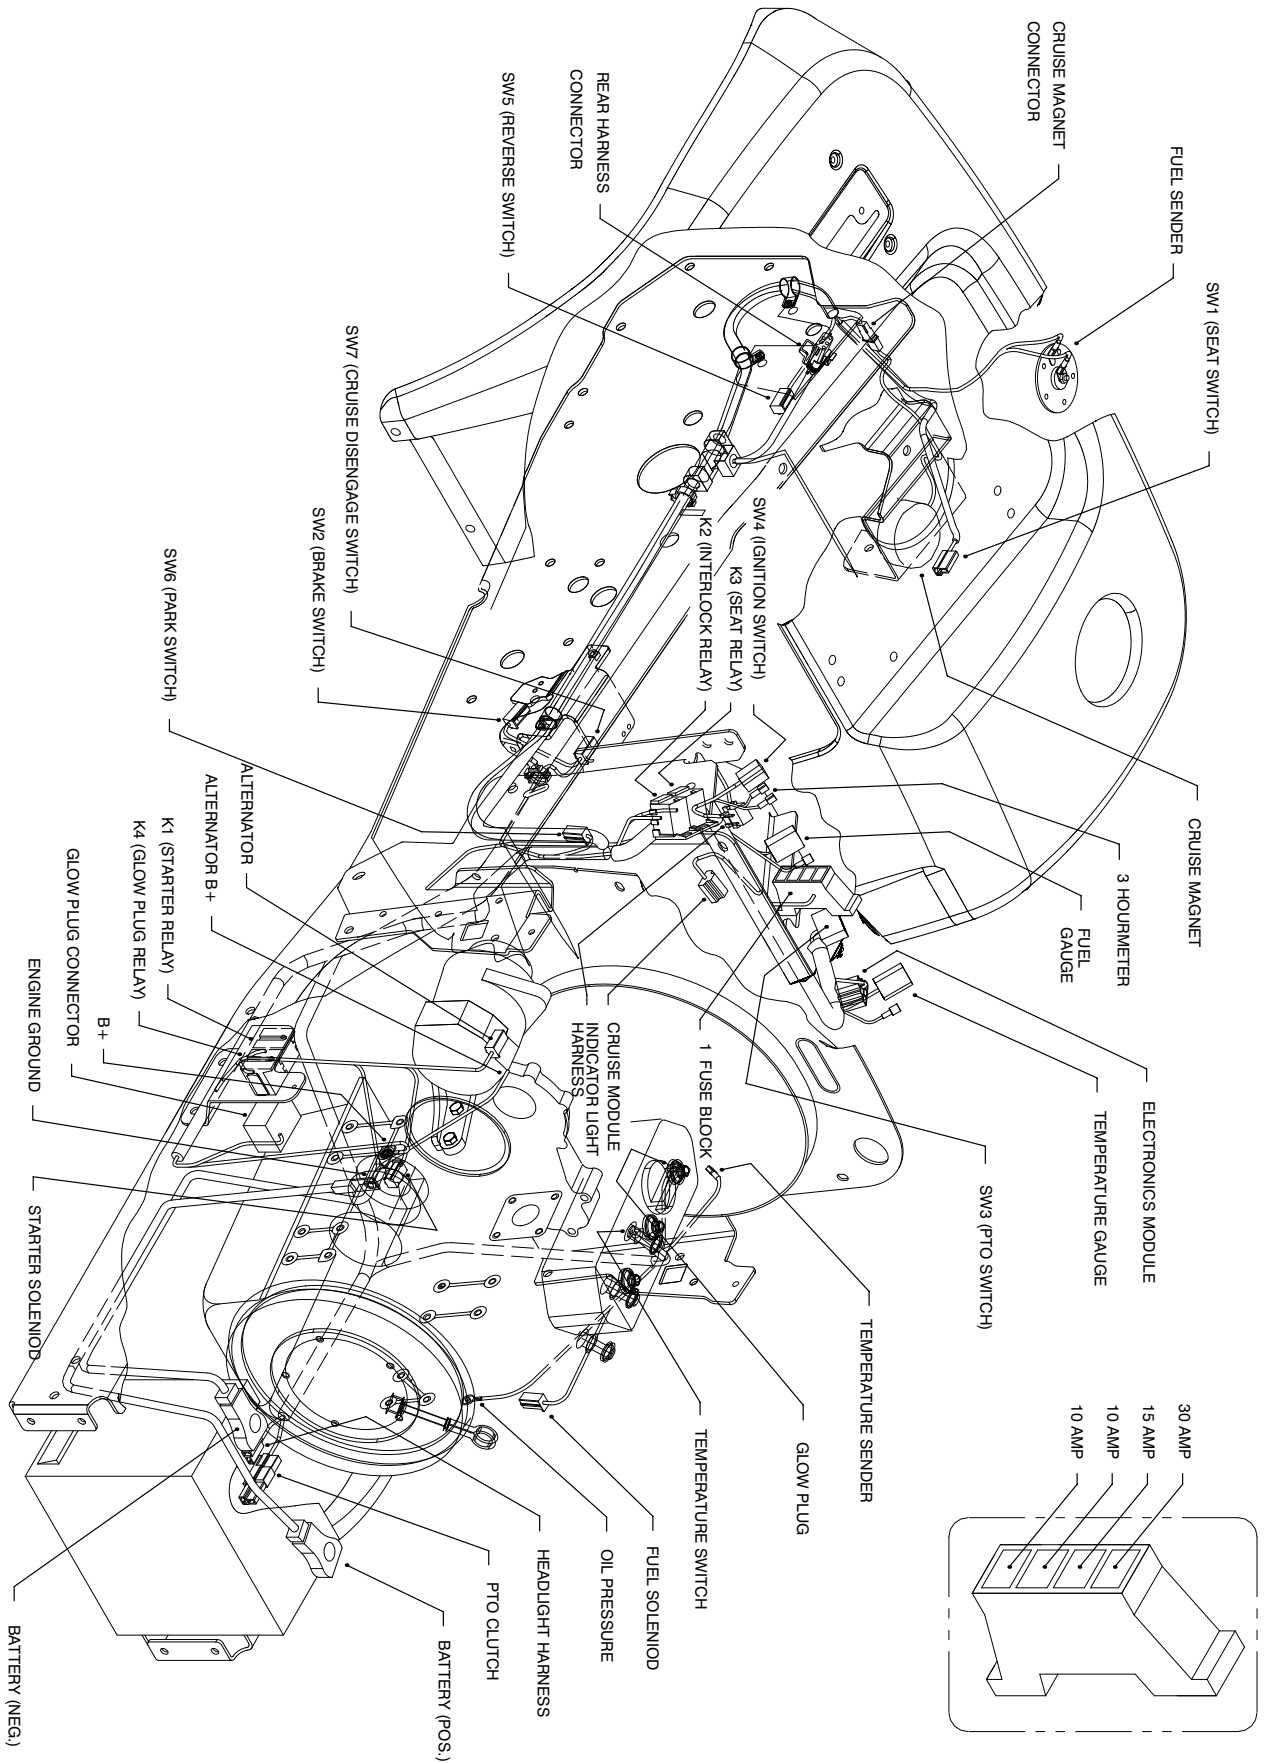 CRUISE MAGNET
CONNECTOR
FUEL SENDER
SW1 (SEAT SWITCH)
REAR HARNESS
CONNECTOR
SW5 (REVERSE SWITCH)
SW7 (CRUISE DISENGAGE SWITCH)
SW2 (BRAKE SWITCH)
SW6 (PARK SWITCH)
SW4 (IGNITION SWITCH)
K3 (SEAT RELAY)
K2 (INTERLOCK RELAY)
CRUISE MAGNET
3 HOURMETER
FUEL
GAUGE
ALTERNATOR
ALTERNATOR B+
K1 (STARTER RELAY)
K4 (GLOW PLUG RELAY)
GLOW PLUG CONNECTOR
B+
ENGINE GROUND
STARTER SOLENIOD
CRUISE MODULE
INDICATOR LIGHT
HARNESS
1 FUSE BLOCK
ELECTRONICS MODULE
TEMPERATURE GAUGE
SW3 (PTO SWITCH)
TEMPERATURE SENDER
GLOW PLUG
TEMPERATURE SWITCH
FUEL SOLENIOD
OIL PRESSURE
HEADLIGHT HARNESS
PTO CLUTCH
BATTERY (POS.)
BATTERY (NEG.)
30 AMP
15 AMP
10 AMP
10 AMP